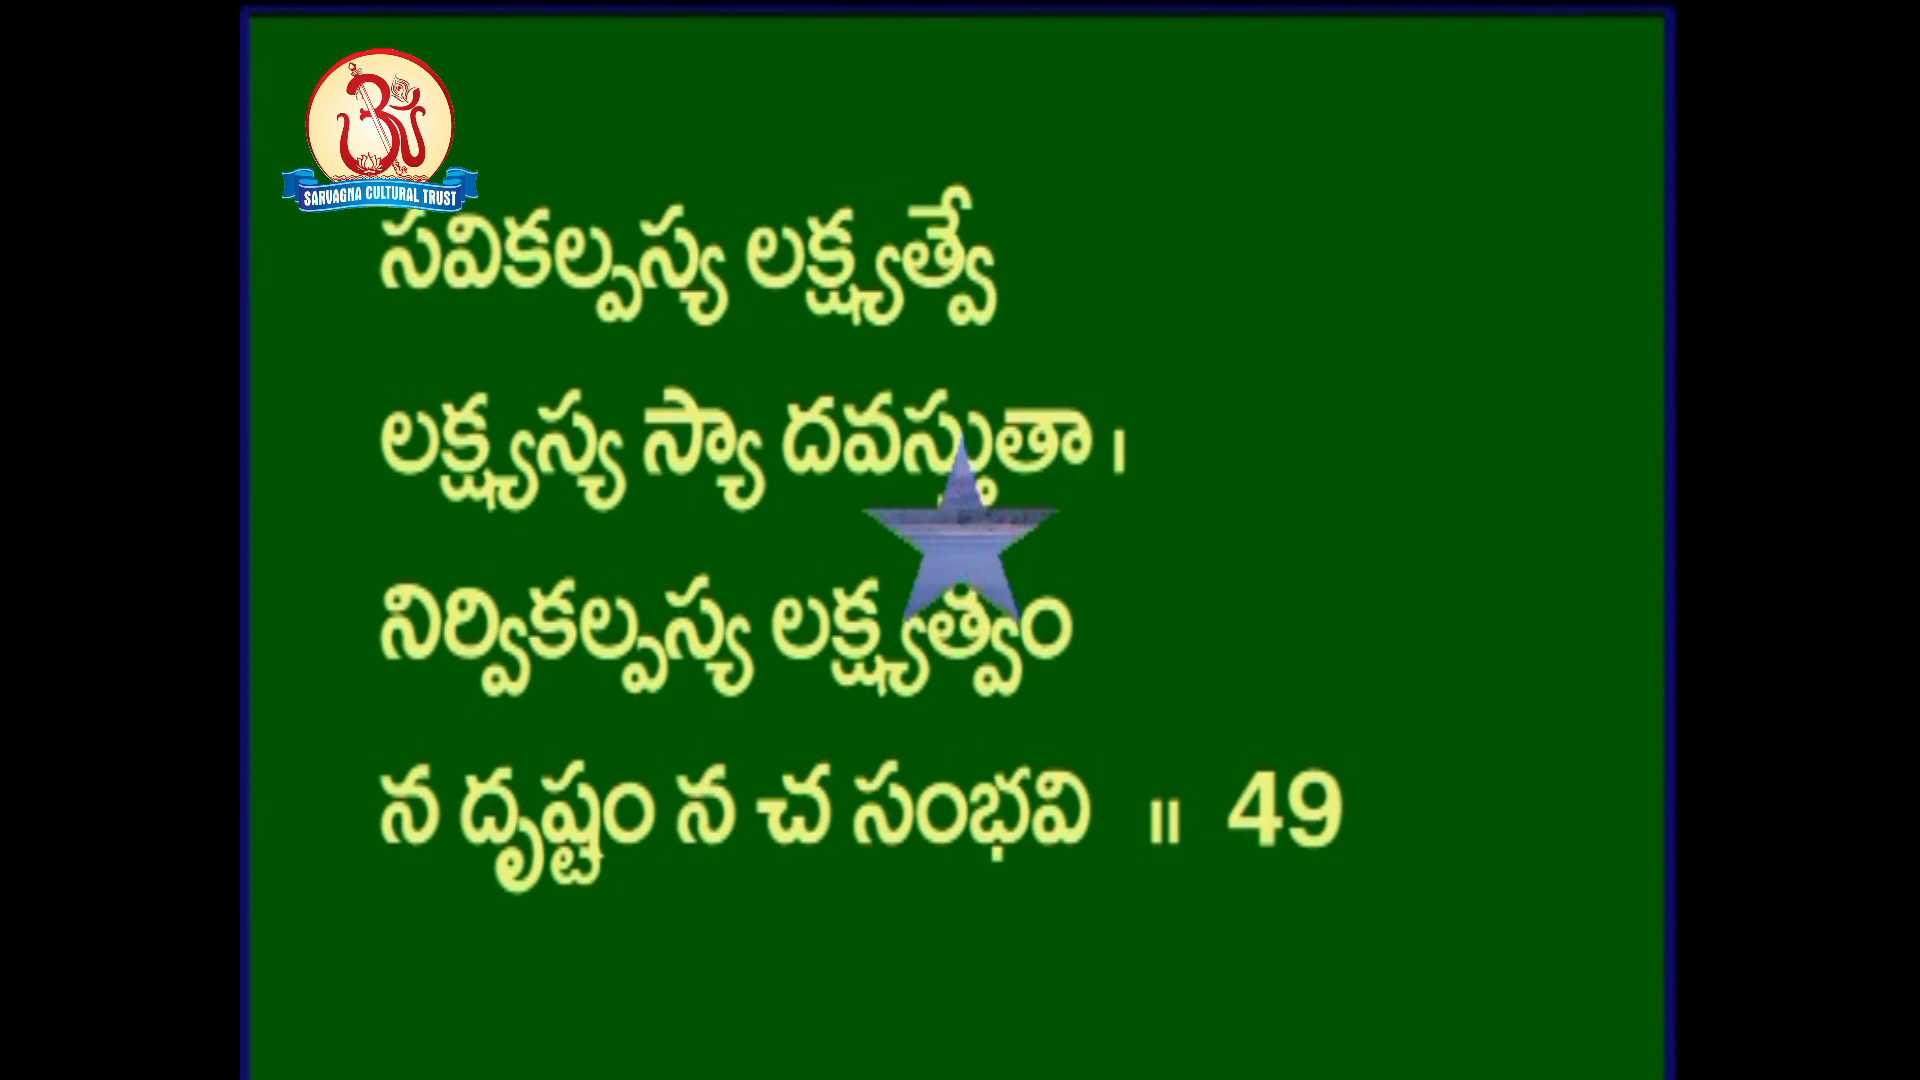 SARVAGNA CULTURAL TRUST
సవికల్పస్య లక్ష్యత్వే
లక్ష్యస్య స్యా దవస్తుతా ।
నిర్వికల్పస్య లక్ష్యత్వం
న దృష్టం న చ సంభవి ॥ 49